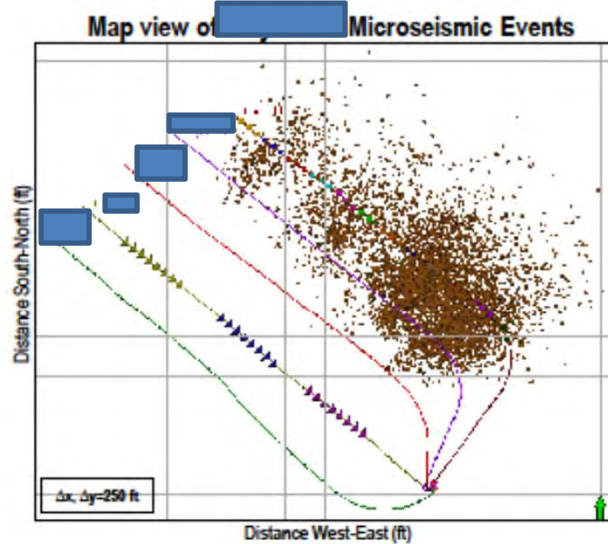 Map view of Microseismic Events
Distance South-North (ft)
Δx, Δy=250 ft
Distance West-East (ft)